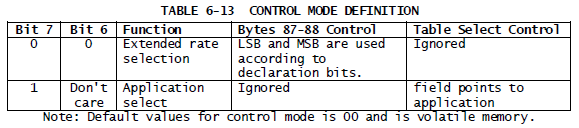 TABLE 6-13 CONTROL MODE DEFINITION
Bit 7 Bit 6 Function Bytes 87-88 Control Table Select Control
0 0 Extended rate LSB and MSB are used Ignored
selection according to
declaration bits.
1 Don't Application Ignored field points to
care select application
Note: Default values for control mode is 00 and is volatile memory.